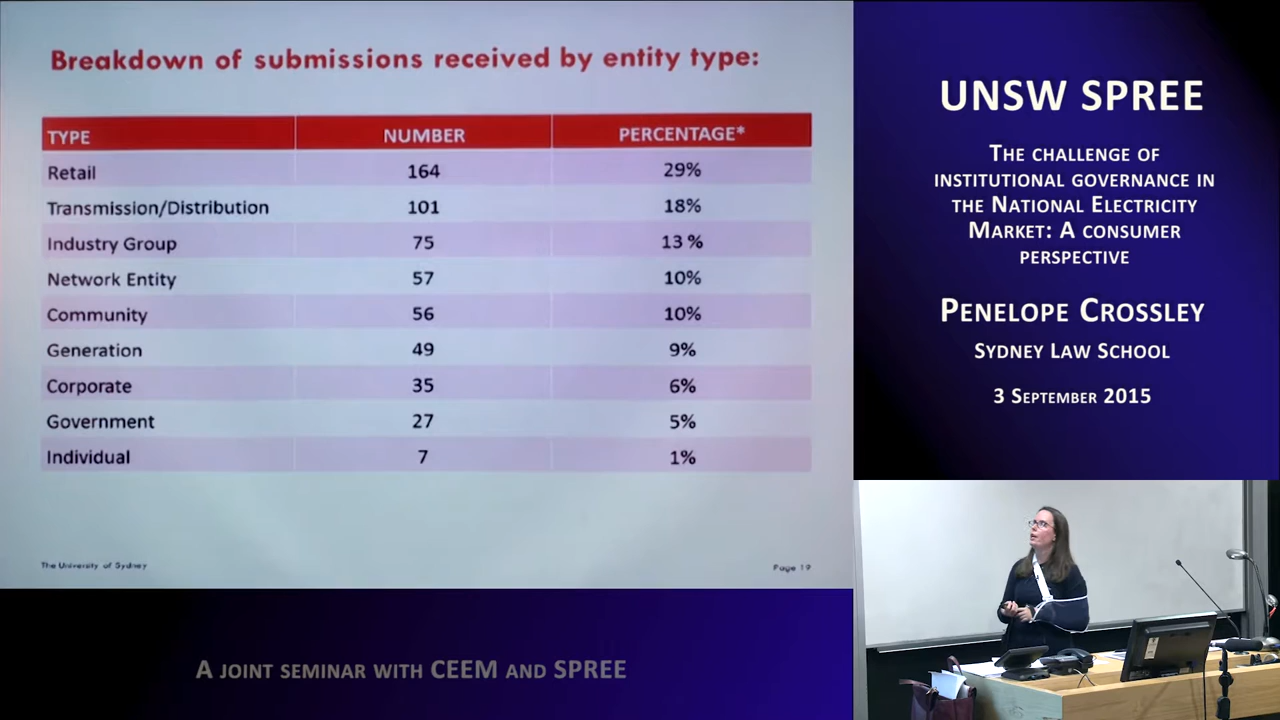 Breakdown of submissions received by entity type:
TYPE NUMBER PERCENTAGE*
Retail 164 29%
Transmission/Distribution 101 18%
Industry Group 75 13 %
Network Entity 57 10%
Community 56 10%
Generation 49 9%
Corporate 35 6%
Government 27 5%
Individual 7 1%
The University of Sydney Page 19
UNSW SPREE
The challenge of
institutional governance in
the National Electricity
Market: A consumer
perspective
Penelope Crossley
Sydney Law School
3 September 2015
A joint seminar with CEEM and SPREE